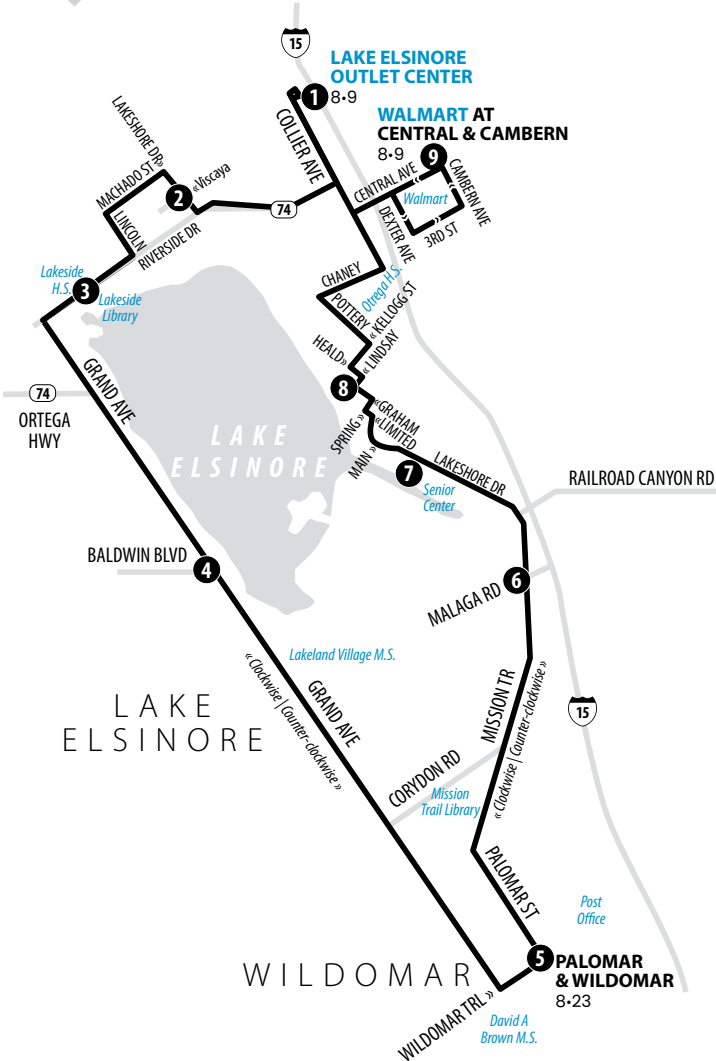 15
LAKE ELSINORE
OUTLET CENTER
1
8•9
WALMART AT
CENTRAL & CAMBERN
8•9
9
COLLIER AVE
CENTRAL AVE
CAMBERN AVE
Walmart
DEXTER AVE
3RD ST
LAKESHORE DR»
MACHADO ST
2
«Viscaya
74
LINCOLN
RIVERSIDE DR
Lakeside
H.S.
3
Lakeside
Library
CHANEY
Otrega H.S.
POTTERY
« KELLOGG ST
« LINDSAY
HEALD»
8
GRAND AVE
74
ORTEGA
HWY
«GRAHAM
«LIMITED
SPRING »
MAIN »
LAKE
ELSINORE
7
LAKESHORE DR
Senior
Center
RAILROAD CANYON RD
BALDWIN BLVD
4
6
MALAGA RD
Lakeland Village M.S.
« Clockwise | Counter-clockwise »
GRAND AVE
LAKE
ELSINORE
MISSION TR
« Clockwise | Counter-clockwise »
15
CORYDON RD
Mission
Trail Library
PALOMAR ST
Post
Office
WILDOMAR
5
PALOMAR
& WILDOMAR
8•23
WILDOMAR TRL »
David A
Brown M.S.